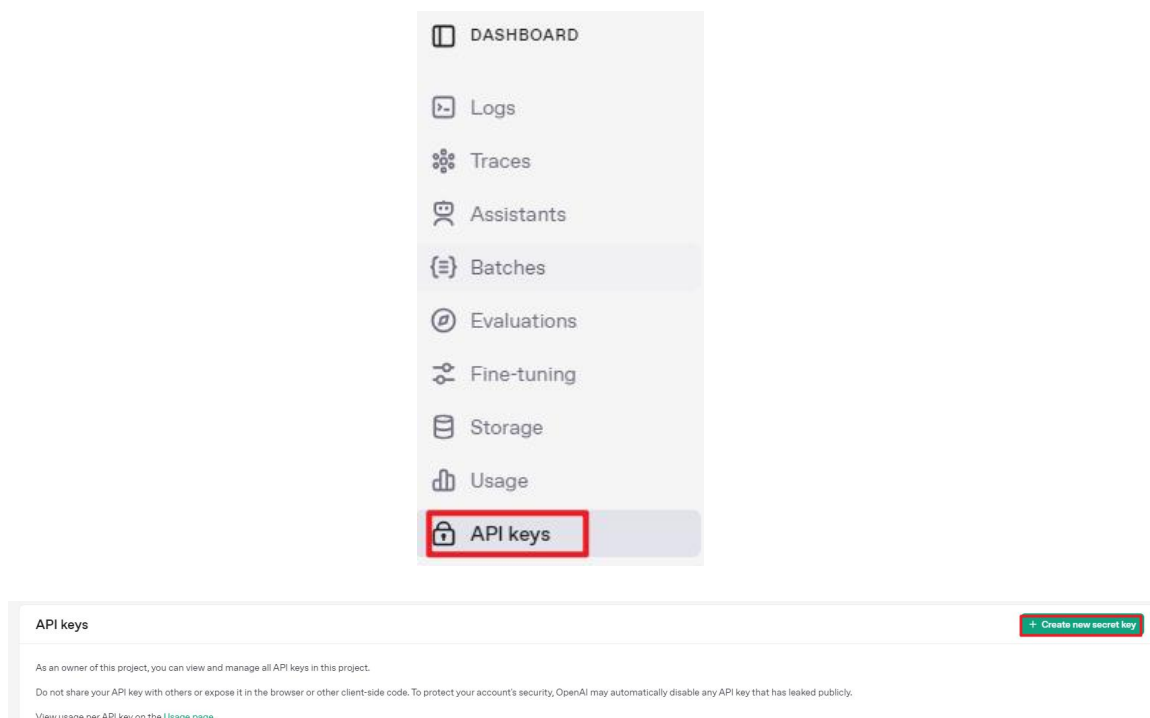 DASHBOARD
Logs
Traces
Assistants
Batches
Evaluations
Fine-tuning
Storage
Usage
API keys
API keys
+ Create new secret key
As an owner of this project, you can view and manage all API keys in this project.
Do not share your API key with others or expose it in the browser or other client-side code. To protect your account's security, OpenAI may automatically disable any API key that has leaked publicly.
View usage per API key on the Usage page